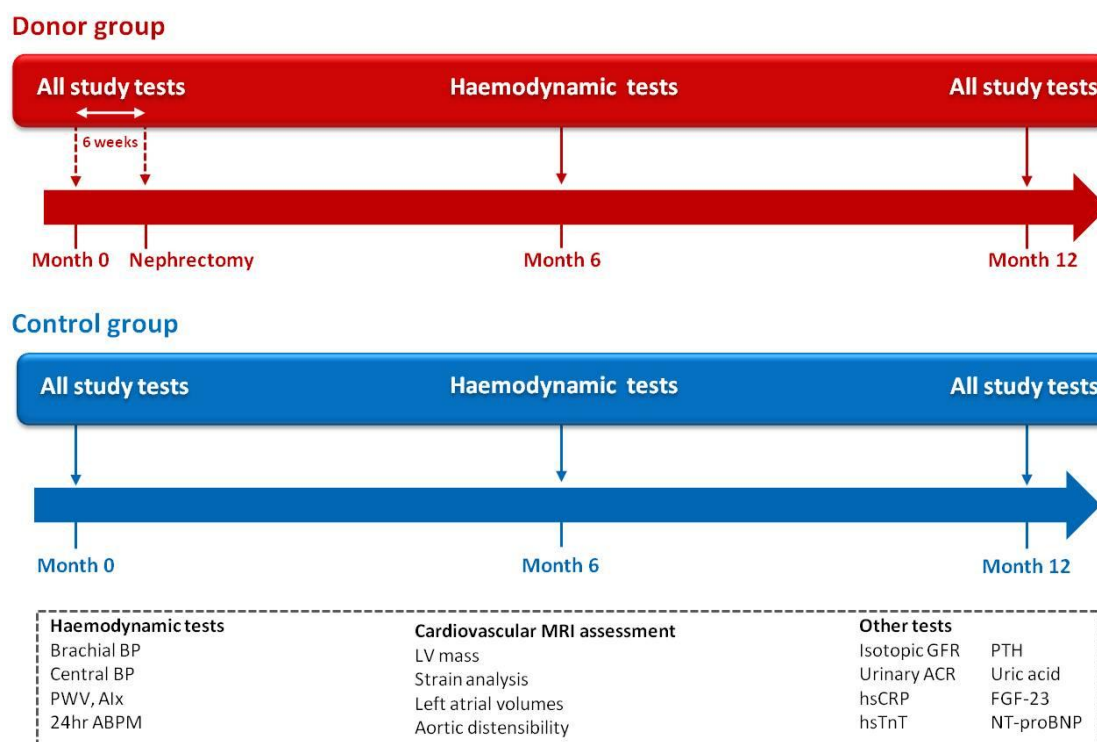 Donor group
All study tests Haemodynamic tests All study tests
6 weeks
Month 0 Nephrectomy Month 6 Month 12
Control group
All study tests Haemodynamic tests All study tests
Month 0 Month 6 Month 12
Haemodynamic tests
Brachial BP
Central BP
PWV, AIx
24hr ABPM
Cardiovascular MRI assessment
LV mass
Strain analysis
Left atrial volumes
Aortic distensibility
Other tests
Isotopic GFR PTH
Urinary ACR Uric acid
hsCRP FGF-23
hsTnT NT-proBNP